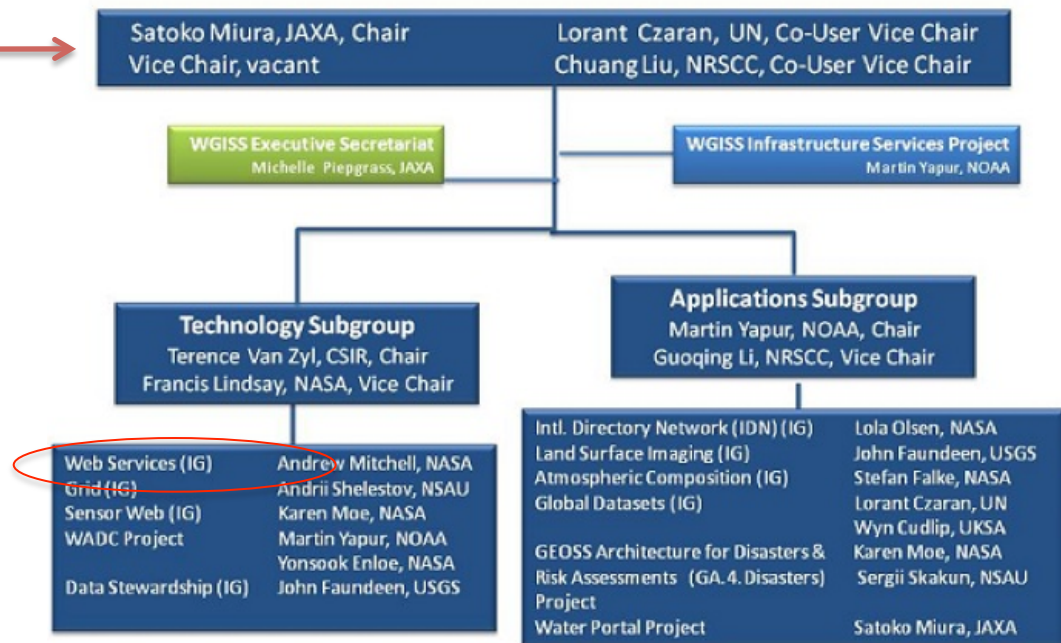 Satoko Miura, JAXA, Chair
Vice Chair, vacant
Lorant Czaran, UN, Co-User Vice Chair
Chuang Liu, NRSCC, Co-User Vice Chair
WGISS Executive Secretariat
Michelle Piepgrass, JAXA
WGISS Infrastructure Services Project
Martin Yapur, NOAA
Technology Subgroup
Terence Van Zyl, CSIR, Chair
Francis Lindsay, NASA, Vice Chair
Applications Subgroup
Martin Yapur, NOAA, Chair
Guoqing Li, NRSCC, Vice Chair
Web Services (IG) Andrew Mitchell, NASA
Grid (IG) Andrii Shelestov, NSAU
Sensor Web (IG) Karen Moe, NASA
WADC Project Martin Yapur, NOAA
Yonsook Enloe, NASA
Data Stewardship (IG) John Faundeen, USGS
Intl. Directory Network (IDN) (IG) Lola Olsen, NASA
Land Surface Imaging (IG) John Faundeen, USGS
Atmospheric Composition (IG) Stefan Falke, NASA
Global Datasets (IG) Lorant Czaran, UN
Wyn Cudlip, UKSA
GEOSS Architecture for Disasters & Karen Moe, NASA
Risk Assessments (GA.4.Disasters) Sergii Skakun, NSAU
Project
Water Portal Project Satoko Miura, JAXA